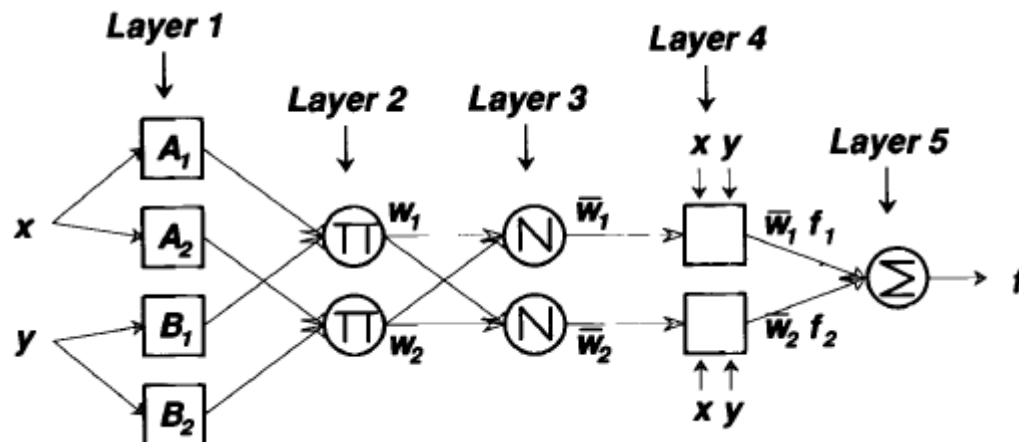 Layer 1
Layer 2
Layer 3
Layer 4
Layer 5
x y
A₁
x
A₂
B₁
y
B₂
Π
w₁
Π
w₂
N
w̅₁
N
w̅₂
w̅₁ f₁
w̅₂ f₂
Σ
x y